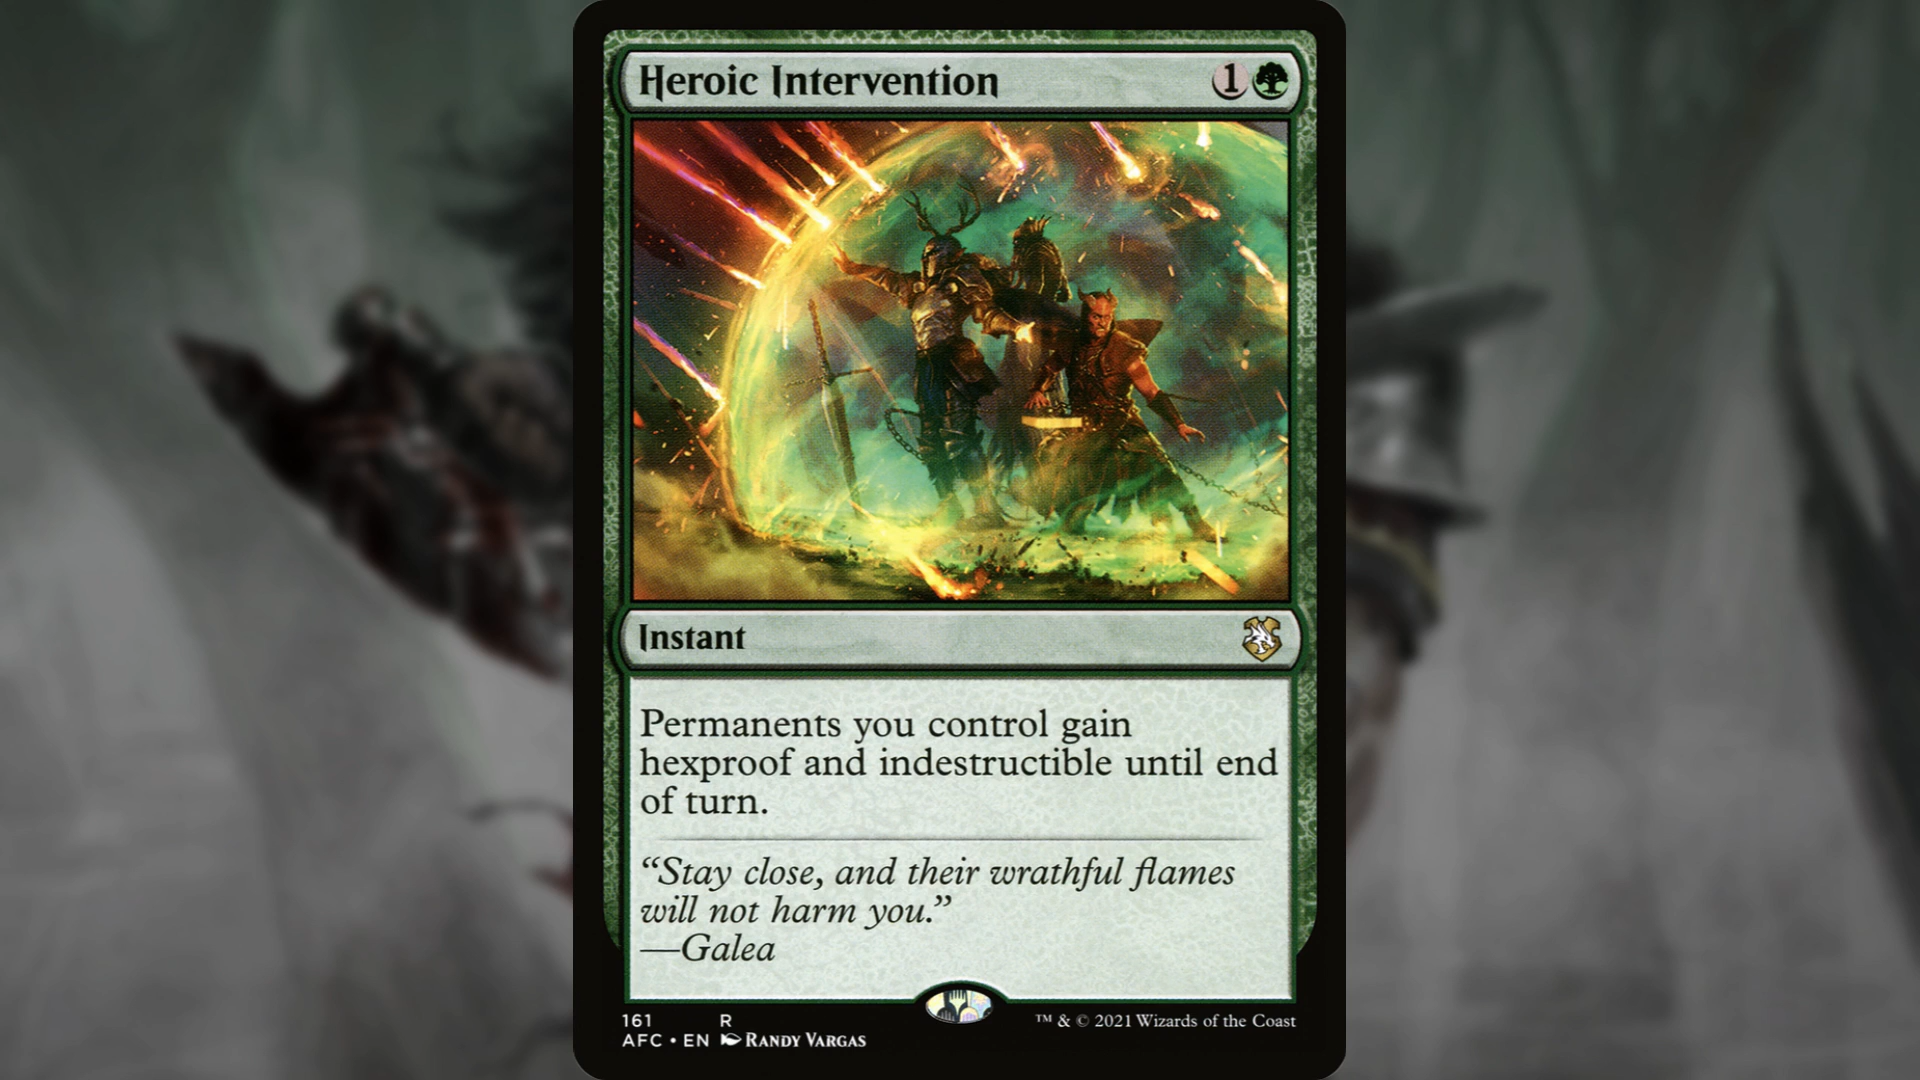 Heroic Intervention 1
Instant
Permanents you control gain
hexproof and indestructible until end
of turn.
“Stay close, and their wrathful flames
will not harm you.”
—Galea
161 R
AFC • EN Randy Vargas
™ & © 2021 Wizards of the Coast